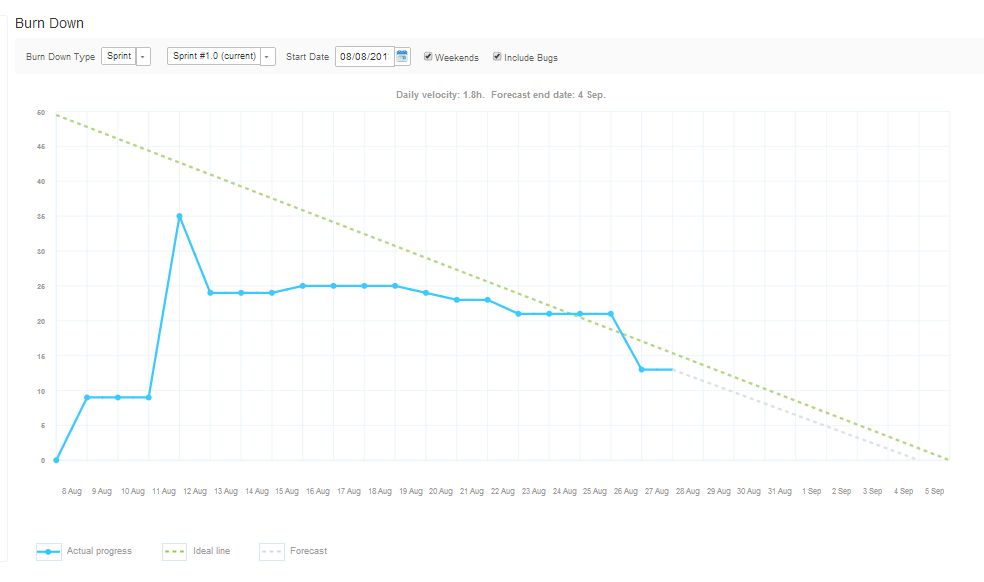 Burn Down
Burn Down Type Sprint Sprint #1.0 (current) Start Date 08/08/201 Weekends Include Bugs
Daily velocity: 1.8h. Forecast end date: 4 Sep.
50
45
40
35
30
25
20
15
10
5
0
8 Aug 9 Aug 10 Aug 11 Aug 12 Aug 13 Aug 14 Aug 15 Aug 16 Aug 17 Aug 18 Aug 19 Aug 20 Aug 21 Aug 22 Aug 23 Aug 24 Aug 25 Aug 26 Aug 27 Aug 28 Aug 29 Aug 30 Aug 31 Aug 1 Sep 2 Sep 3 Sep 4 Sep 5 Sep
Actual progress Ideal line Forecast